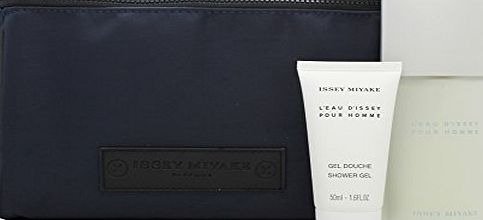 ISSEY MIYAKE
ISSEY MIYAKE
L'EAU D'ISSEY
POUR HOMME
GEL DOUCHE
SHOWER GEL
50ml - 1.6FL.OZ
L'EAU D'ISSEY
POUR HOMME
ISSEY MIYAKE